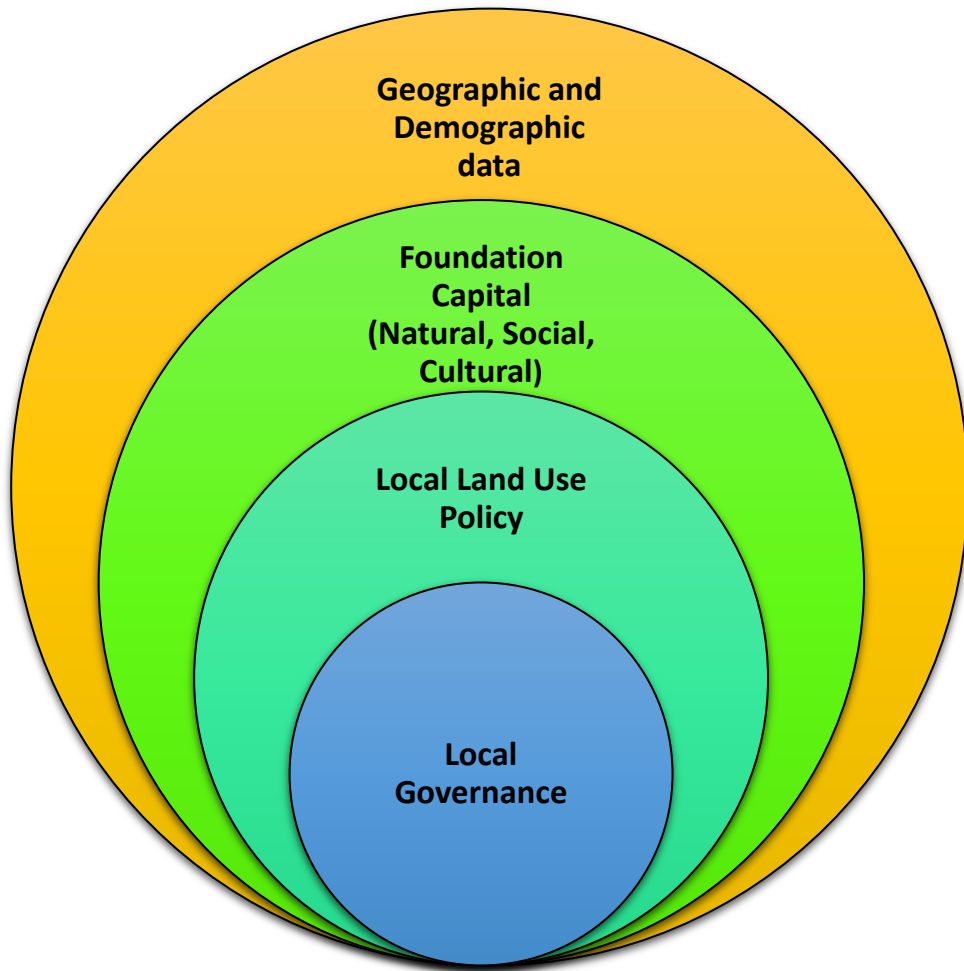 Geographic and
Demographic
data
Foundation
Capital
(Natural, Social,
Cultural)
Local Land Use
Policy
Local
Governance